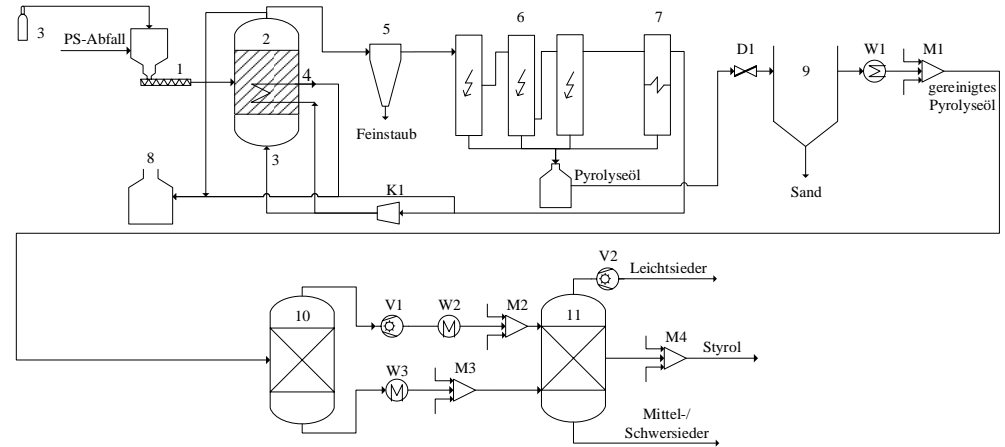 3
PS-Abfall
1
2
4
3
5
Feinstaub
6
7
Pyrolyseöl
D1
9
Sand
W1
M1
gereinigtes
Pyrolyseöl
8
K1
10
V1
W2
M2
W3
M3
11
V2
Leichtsieder
M4
Styrol
Mittel-/
Schwersieder